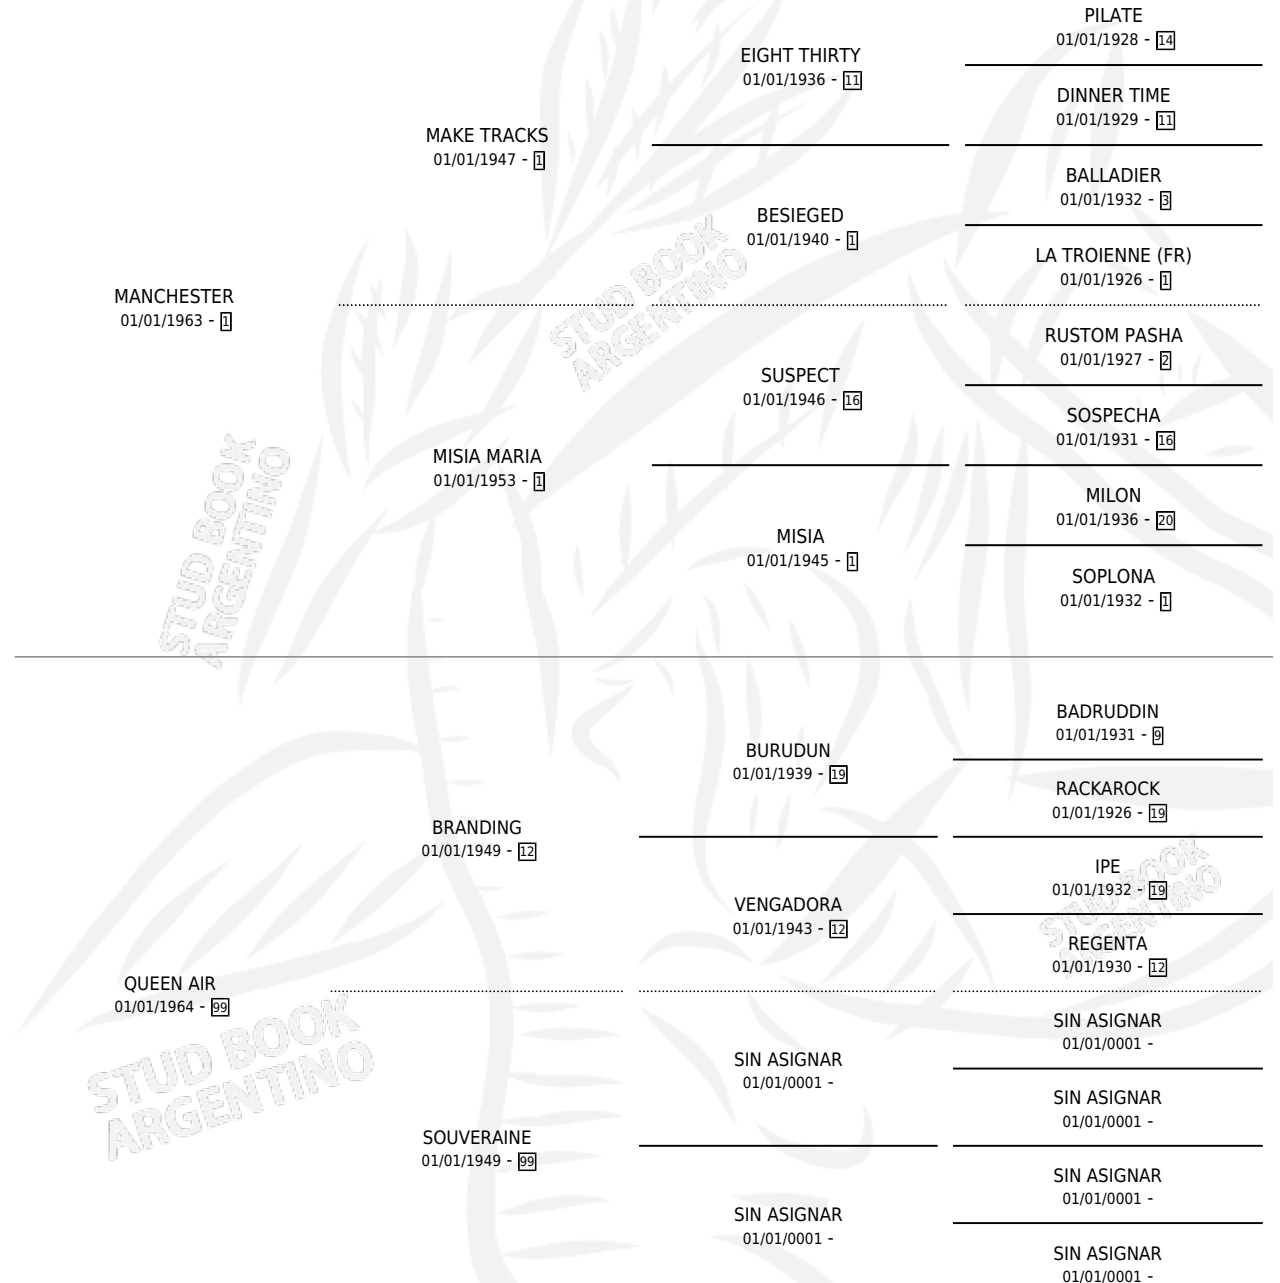 PILATE
01/01/1928 - 14
EIGHT THIRTY
01/01/1936 - 11
DINNER TIME
01/01/1929 - 11
MAKE TRACKS
01/01/1947 - 1
BALLADIER
01/01/1932 - 3
BESIEGED
01/01/1940 - 1
LA TROIENNE (FR)
01/01/1926 - 1
MANCHESTER
01/01/1963 - 1
RUSTOM PASHA
01/01/1927 - 2
SUSPECT
01/01/1946 - 16
SOSPECHA
01/01/1931 - 16
MISIA MARIA
01/01/1953 - 1
MILON
01/01/1936 - 20
MISIA
01/01/1945 - 1
SOPLONA
01/01/1932 - 1
STUD BOOK
ARGENTINO
STUD BOOK
ARGENTINO
BADRUDDIN
01/01/1931 - 9
BURUDUN
01/01/1939 - 19
RACKAROCK
01/01/1926 - 19
BRANDING
01/01/1949 - 12
IPE
01/01/1932 - 19
VENGADORA
01/01/1943 - 12
REGENTA
01/01/1930 - 12
QUEEN AIR
01/01/1964 - 99
SIN ASIGNAR
01/01/0001 -
SIN ASIGNAR
01/01/0001 -
SIN ASIGNAR
01/01/0001 -
SOUVERAINE
01/01/1949 - 99
SIN ASIGNAR
01/01/0001 -
SIN ASIGNAR
01/01/0001 -
SIN ASIGNAR
01/01/0001 -
STUD BOOK
ARGENTINO
STUD BOOK
ARGENTINO